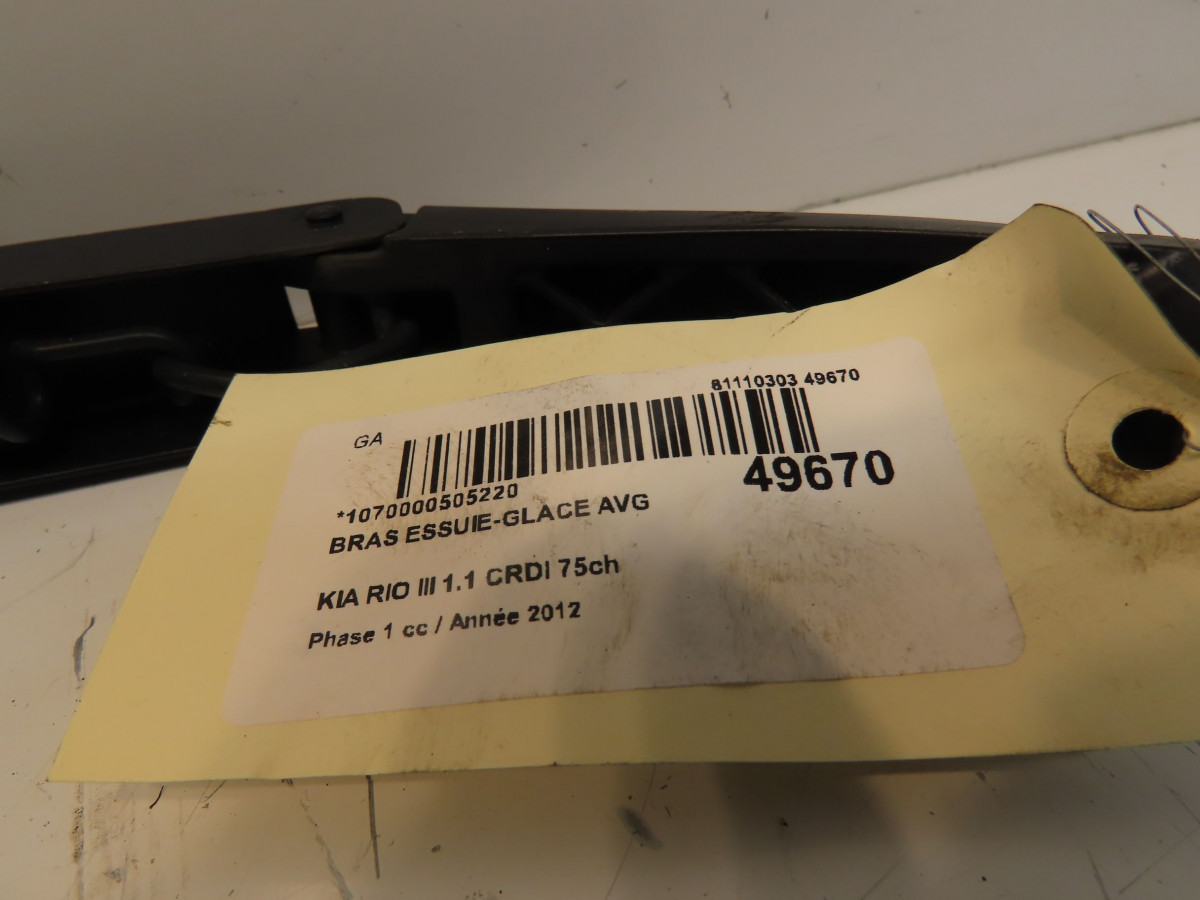 81110303 49670
GA
*1070000505220
49670
BRAS ESSUIE-GLACE AVG
KIA RIO III 1.1 CRDI 75ch
Phase 1 cc / Année 2012